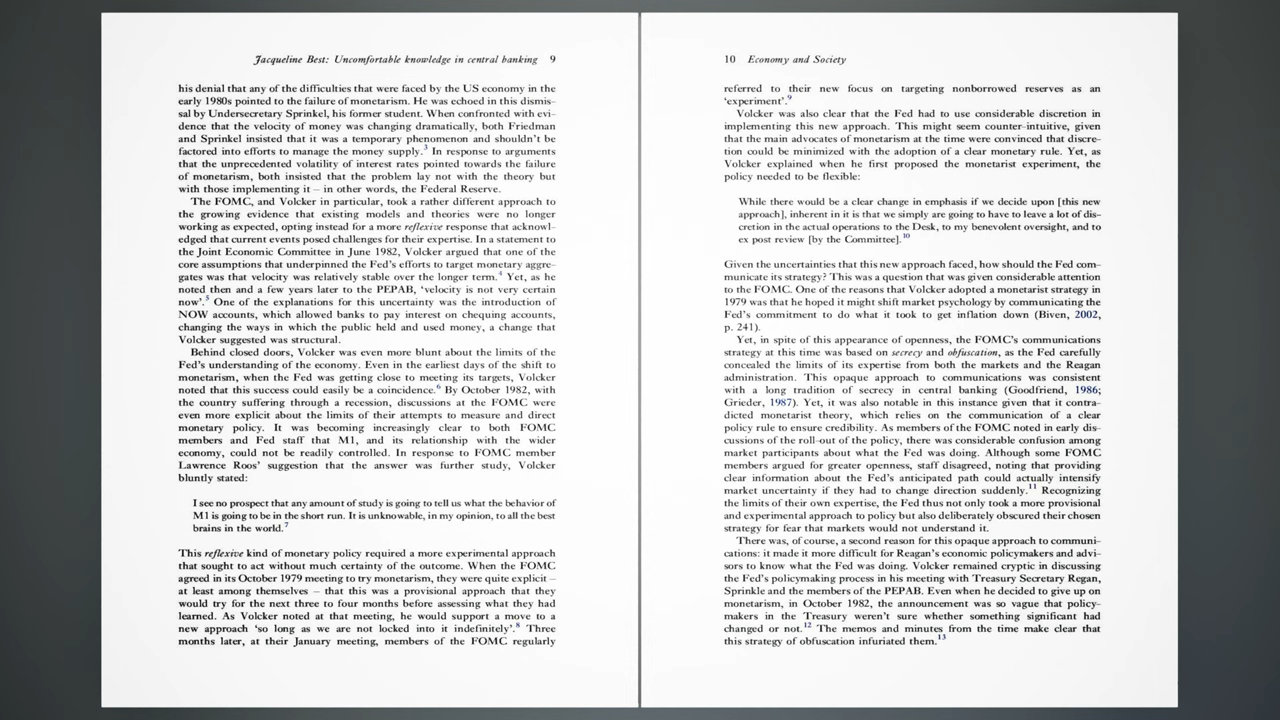 Jacqueline Best: Uncomfortable knowledge in central banking 9
his denial that any of the difficulties that were faced by the US economy in the
early 1980s pointed to the failure of monetarism. He was echoed in this dismis-
sal by Undersecretary Sprinkel, his former student. When confronted with evi-
dence that the velocity of money was changing dramatically, both Friedman
and Sprinkel insisted that it was a temporary phenomenon and shouldn't be
factored into efforts to manage the money supply.3 In response to arguments
that the unprecedented volatility of interest rates pointed towards the failure
of monetarism, both insisted that the problem lay not with the theory but
with those implementing it – in other words, the Federal Reserve.
The FOMC, and Volcker in particular, took a rather different approach to
the growing evidence that existing models and theories were no longer
working as expected, opting instead for a more reflexive response that acknowl-
edged that current events posed challenges for their expertise. In a statement to
the Joint Economic Committee in June 1982, Volcker argued that one of the
core assumptions that underpinned the Fed's efforts to target monetary aggre-
gates was that velocity was relatively stable over the longer term.4 Yet, as he
noted then and a few years later to the PEPAB, 'velocity is not very certain
now'.5 One of the explanations for this uncertainty was the introduction of
NOW accounts, which allowed banks to pay interest on chequing accounts,
changing the ways in which the public held and used money, a change that
Volcker suggested was structural.
Behind closed doors, Volcker was even more blunt about the limits of the
Fed's understanding of the economy. Even in the earliest days of the shift to
monetarism, when the Fed was getting close to meeting its targets, Volcker
noted that this success could easily be a coincidence.6 By October 1982, with
the country suffering through a recession, discussions at the FOMC were
even more explicit about the limits of their attempts to measure and direct
monetary policy. It was becoming increasingly clear to both FOMC
members and Fed staff that M1, and its relationship with the wider
economy, could not be readily controlled. In response to FOMC member
Lawrence Roos' suggestion that the answer was further study, Volcker
bluntly stated:
I see no prospect that any amount of study is going to tell us what the behavior of
M1 is going to be in the short run. It is unknowable, in my opinion, to all the best
brains in the world.7
This reflexive kind of monetary policy required a more experimental approach
that sought to act without much certainty of the outcome. When the FOMC
agreed in its October 1979 meeting to try monetarism, they were quite explicit –
at least among themselves – that this was a provisional approach that they
would try for the next three to four months before assessing what they had
learned. As Volcker noted at that meeting, he would support a move to a
new approach 'so long as we are not locked into it indefinitely'.8 Three
months later, at their January meeting, members of the FOMC regularly
10 Economy and Society
referred to their new focus on targeting nonborrowed reserves as an
'experiment'.9
Volcker was also clear that the Fed had to use considerable discretion in
implementing this new approach. This might seem counter-intuitive, given
that the main advocates of monetarism at the time were convinced that discre-
tion could be minimized with the adoption of a clear monetary rule. Yet, as
Volcker explained when he first proposed the monetarist experiment, the
policy needed to be flexible:
While there would be a clear change in emphasis if we decide upon [this new
approach], inherent in it is that we simply are going to have to leave a lot of dis-
cretion in the actual operations to the Desk, to my benevolent oversight, and to
ex post review [by the Committee].10
Given the uncertainties that this new approach faced, how should the Fed com-
municate its strategy? This was a question that was given considerable attention
to the FOMC. One of the reasons that Volcker adopted a monetarist strategy in
1979 was that he hoped it might shift market psychology by communicating the
Fed's commitment to do what it took to get inflation down (Biven, 2002,
p. 241).
Yet, in spite of this appearance of openness, the FOMC's communications
strategy at this time was based on secrecy and obfuscation, as the Fed carefully
concealed the limits of its expertise from both the markets and the Reagan
administration. This opaque approach to communications was consistent
with a long tradition of secrecy in central banking (Goodfriend, 1986;
Grieder, 1987). Yet, it was also notable in this instance given that it contra-
dicted monetarist theory, which relies on the communication of a clear
policy rule to ensure credibility. As members of the FOMC noted in early dis-
cussions of the roll-out of the policy, there was considerable confusion among
market participants about what the Fed was doing. Although some FOMC
members argued for greater openness, staff disagreed, noting that providing
clear information about the Fed's anticipated path could actually intensify
market uncertainty if they had to change direction suddenly.11 Recognizing
the limits of their own expertise, the Fed thus not only took a more provisional
and experimental approach to policy but also deliberately obscured their chosen
strategy for fear that markets would not understand it.
There was, of course, a second reason for this opaque approach to communi-
cations: it made it more difficult for Reagan's economic policymakers and advi-
sors to know what the Fed was doing. Volcker remained cryptic in discussing
the Fed's policymaking process in his meeting with Treasury Secretary Regan,
Sprinkle and the members of the PEPAB. Even when he decided to give up on
monetarism, in October 1982, the announcement was so vague that policy-
makers in the Treasury weren't sure whether something significant had
changed or not.12 The memos and minutes from the time make clear that
this strategy of obfuscation infuriated them.13